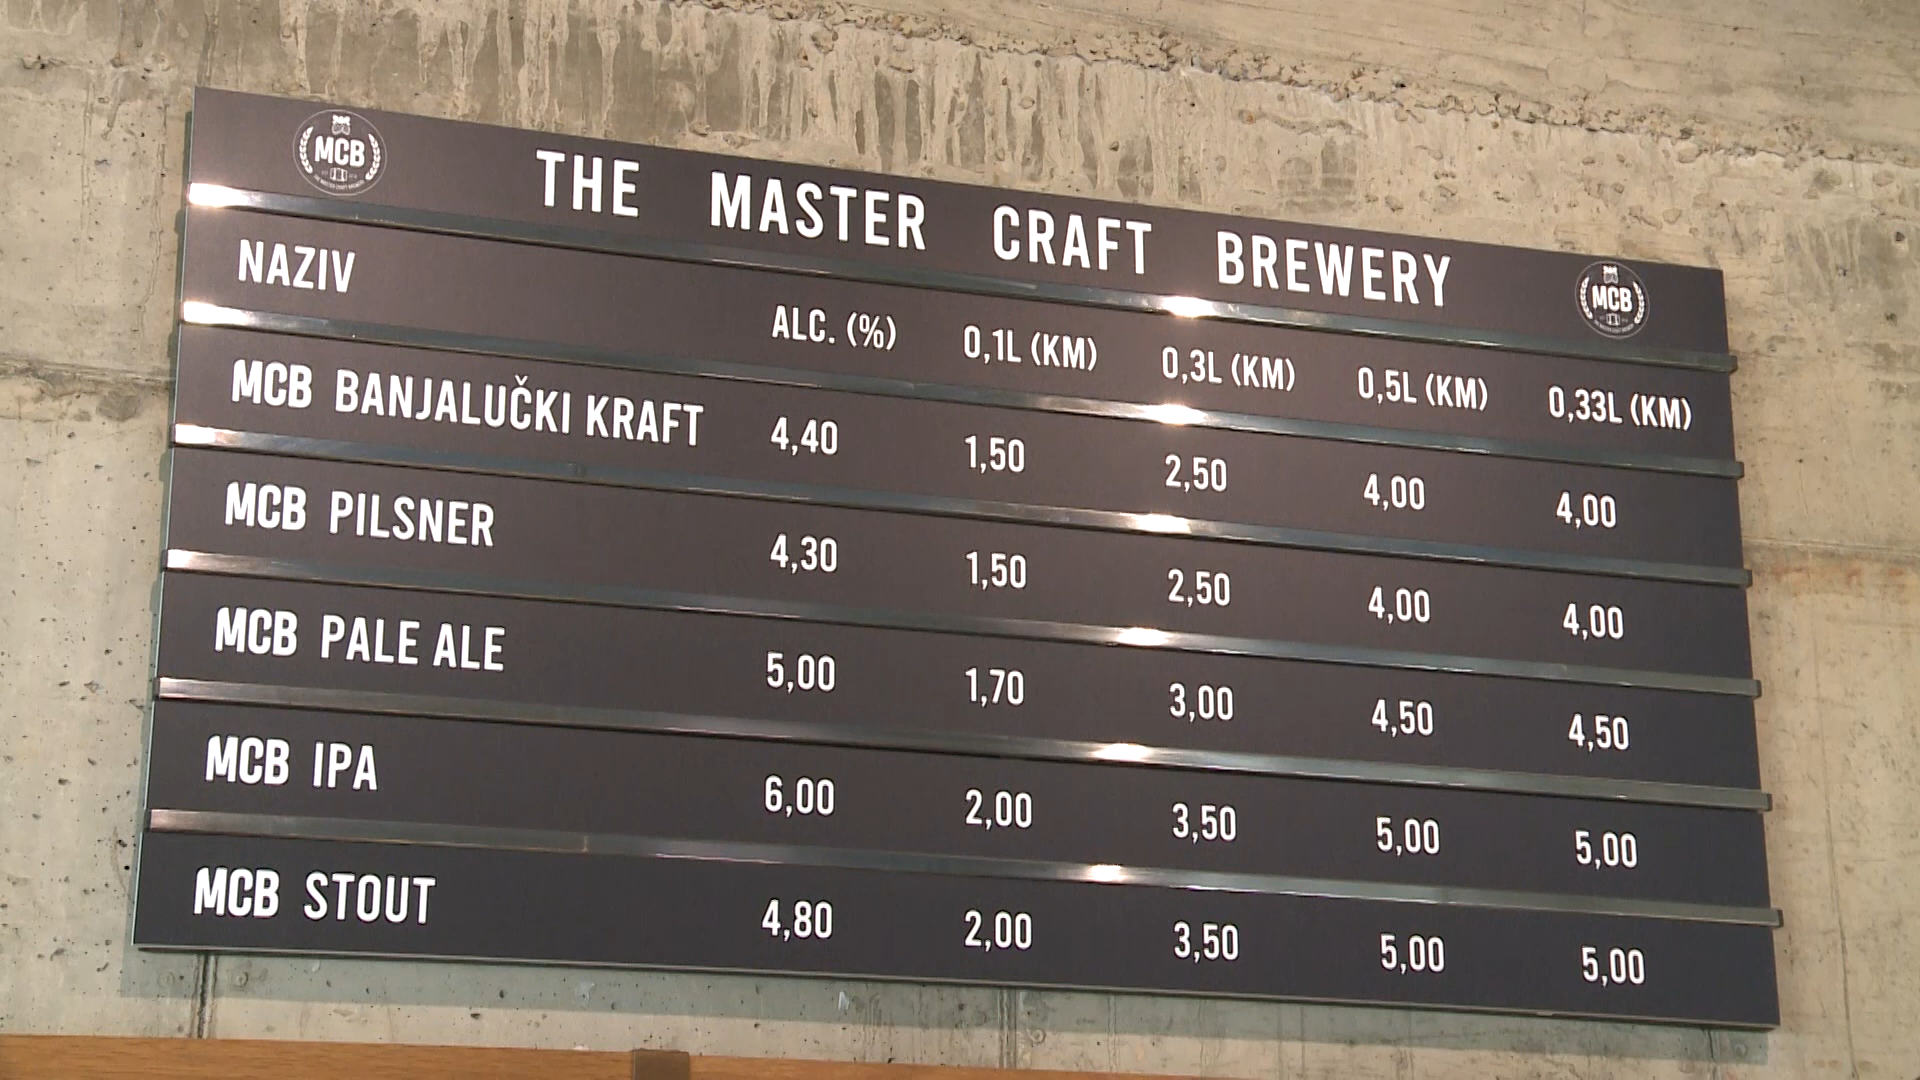 MCB
THE MASTER CRAFT BREWERY
MCB
NAZIV ALC. (%) 0,1L (KM) 0,3L (KM) 0,5L (KM) 0,33L (KM)
MCB BANJALUČKI KRAFT 4,40 1,50 2,50 4,00 4,00
MCB PILSNER 4,30 1,50 2,50 4,00 4,00
MCB PALE ALE 5,00 1,70 3,00 4,50 4,50
MCB IPA 6,00 2,00 3,50 5,00 5,00
MCB STOUT 4,80 2,00 3,50 5,00 5,00